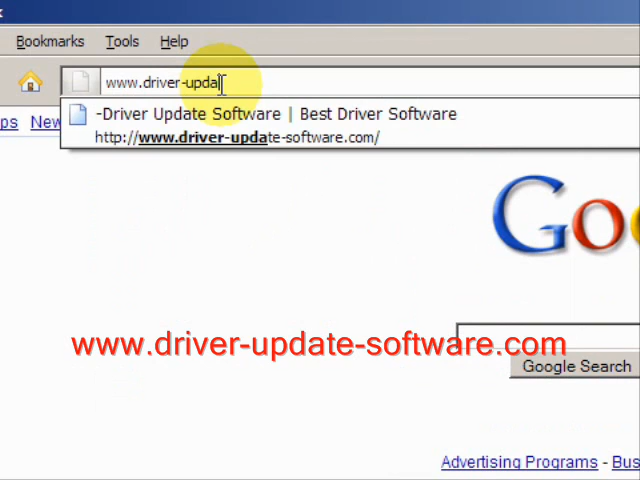 Bookmarks Tools Help
www.driver-upda
-Driver Update Software | Best Driver Software
http://www.driver-update-software.com/
ps New
Goo
www.driver-update-software.com
Google Search
Advertising Programs - Bus